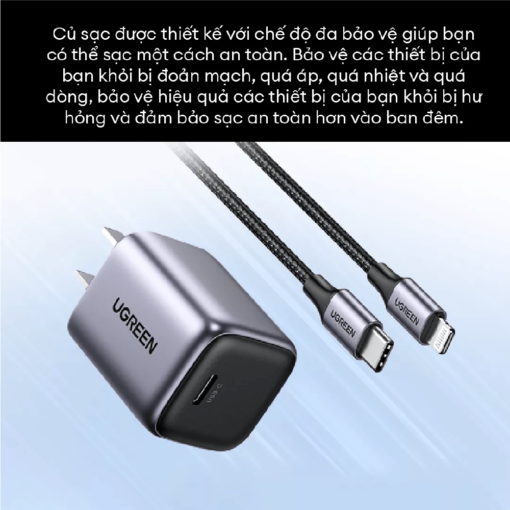 Củ sạc được thiết kế với chế độ đa bảo vệ giúp bạn
có thể sạc một cách an toàn. Bảo vệ các thiết bị của
bạn khỏi bị đoản mạch, quá áp, quá nhiệt và quá
dòng, bảo vệ hiệu quả các thiết bị của bạn khỏi bị hư
hỏng và đảm bảo sạc an toàn hơn vào ban đêm.
UGREEN
UGREEN